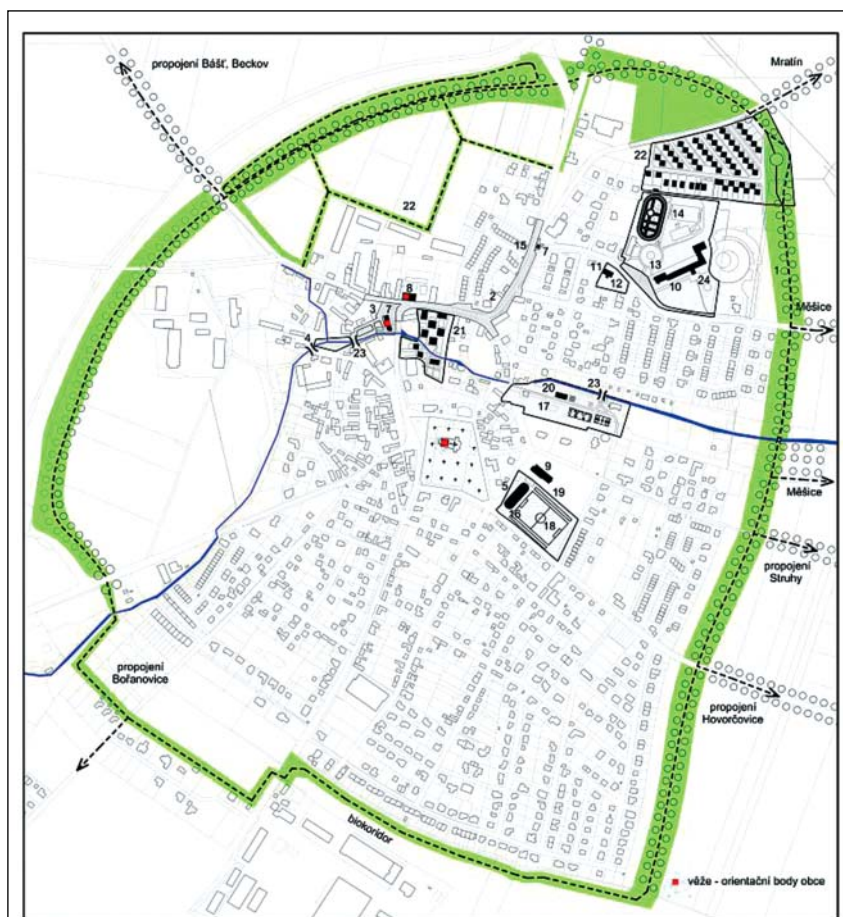 propojení Bášť, Beckov
Mratín
22
14
22
15
7
13
11
12
10
24
1
8
2
3
7
Měšice
21
4
23
20
23
17
9
5
19
16
18
Měšice
propojení
Struhy
propojení
Bořanovice
propojení
Hovorčovice
biokoridor
věže - orientační body obce